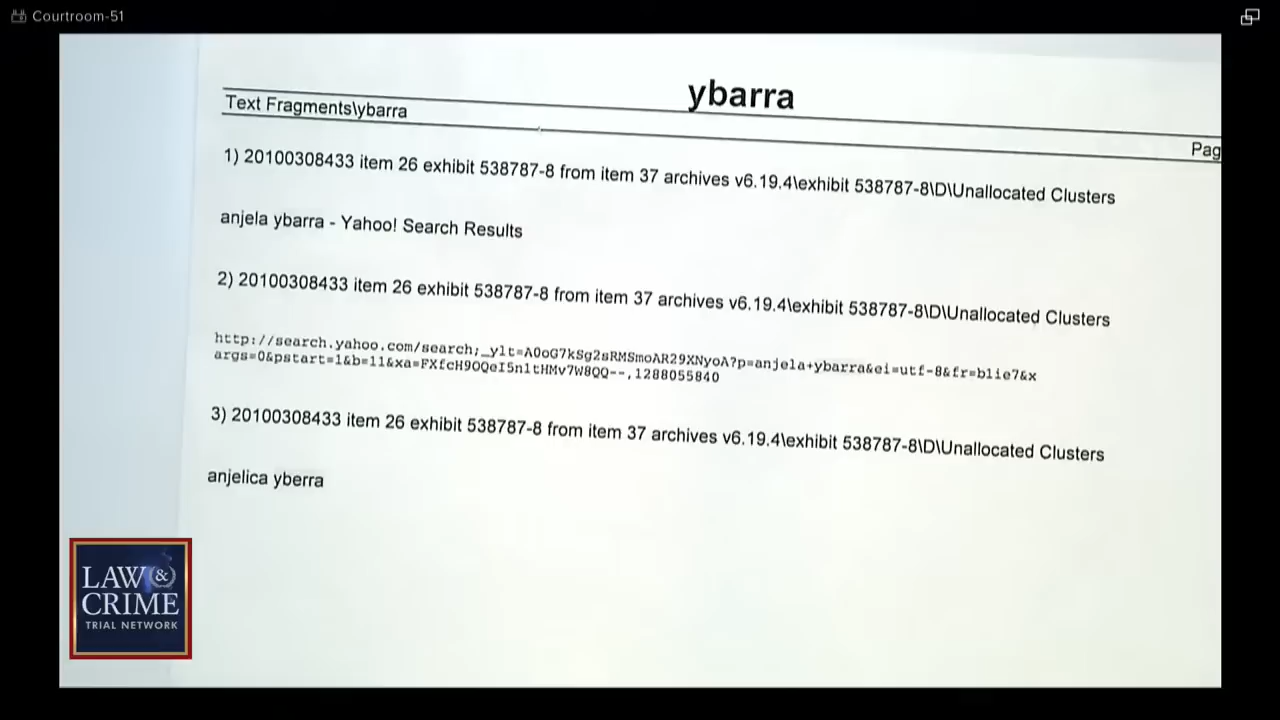 Courtroom-51
ybarra
Text Fragments\ybarra
Pag
1) 20100308433 item 26 exhibit 538787-8 from item 37 archives v6.19.4\exhibit 538787-8\D\Unallocated Clusters
anjela ybarra - Yahoo! Search Results
2) 20100308433 item 26 exhibit 538787-8 from item 37 archives v6.19.4\exhibit 538787-8\D\Unallocated Clusters
http://search.yahoo.com/search;_ylt=A0oG7kSg2sRMSmoAR29XNyoA?p=anjela+ybarra&ei=utf-8&fr=b1ie7&x
args=0&pstart=1&b=11&xa=FXfcH9OQeI5n1tHMv7W8QQ--,1288055840
3) 20100308433 item 26 exhibit 538787-8 from item 37 archives v6.19.4\exhibit 538787-8\D\Unallocated Clusters
anjelica yberra
LAW &
CRIME
TRIAL NETWORK